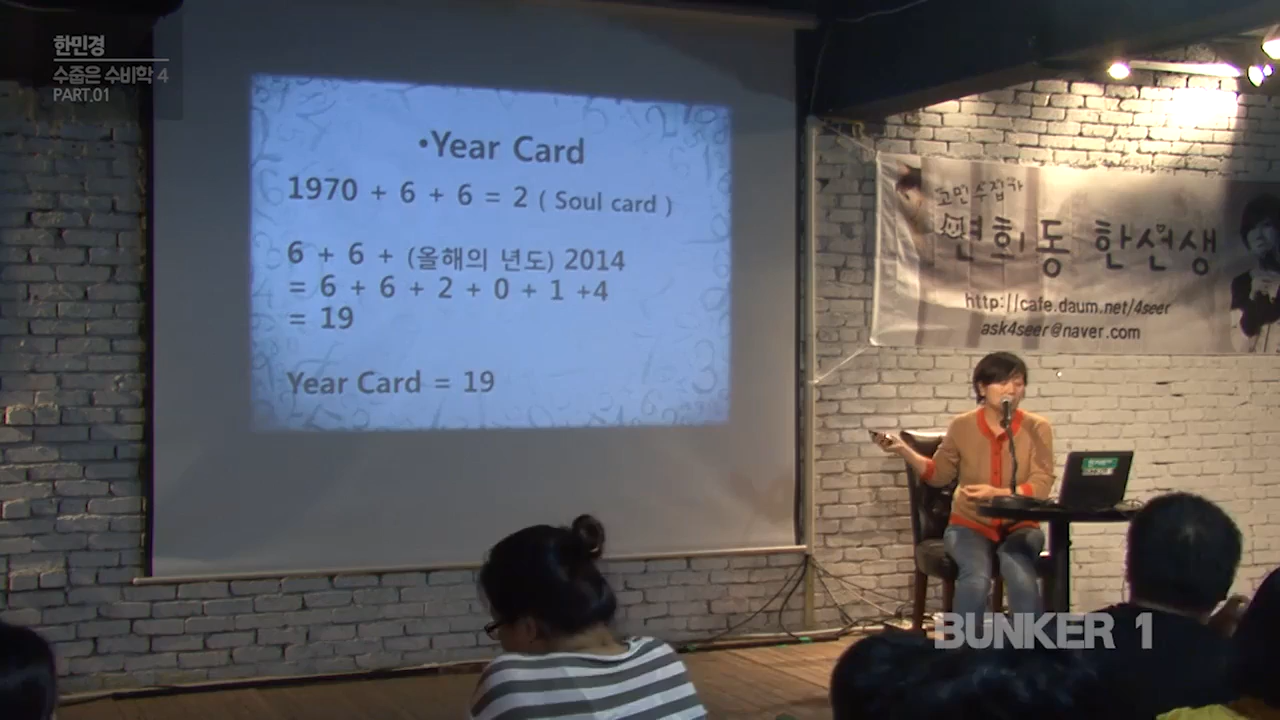 한민경
수줍은 수비학 4
PART.01
•Year Card
1970 + 6 + 6 = 2 ( Soul card )
6 + 6 + (올해의 년도) 2014
= 6 + 6 + 2 + 0 + 1 +4
= 19
Year Card = 19
고민수집가
연희동 한선생
http://cafe.daum.net/4seer
ask4seer@naver.com
BUNKER 1